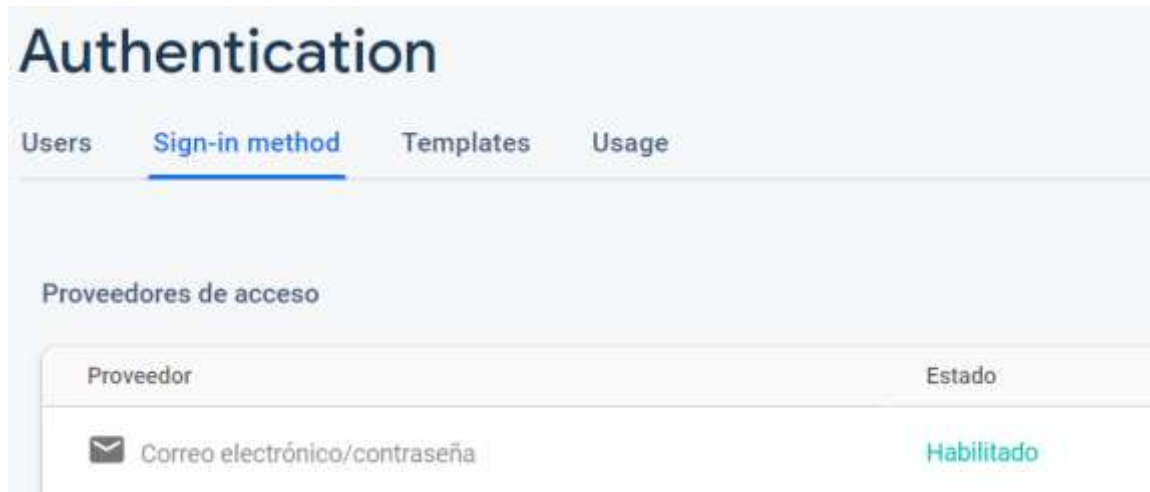 Authentication
Users Sign-in method Templates Usage
Proveedores de acceso
Proveedor Estado
Correo electrónico/contraseña Habilitado